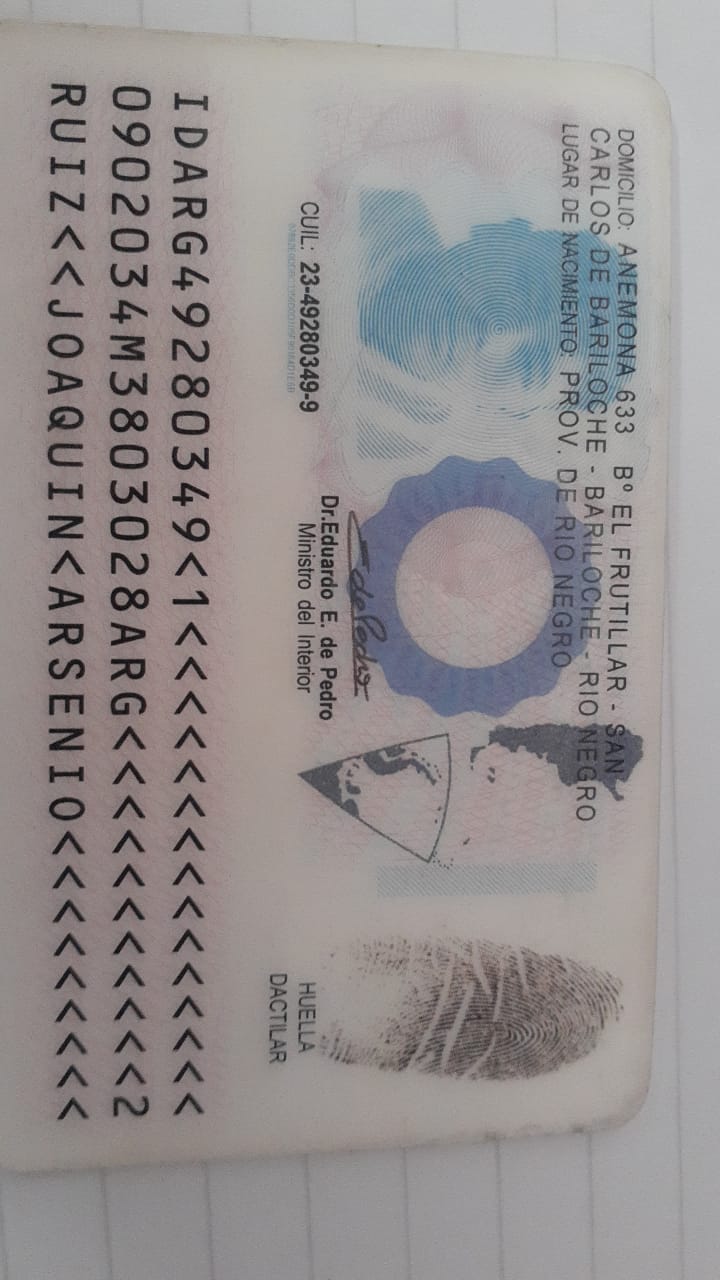 DOMICILIO: ANEMONA 633 Bº EL FRUTILLAR - SAN
CARLOS DE BARILOCHE - BARILOCHE - RIO NEGRO
LUGAR DE NACIMIENTO: PROV. DE RIO NEGRO
CUIL: 23-49280349-9
Dr.Eduardo E. de Pedro
Ministro del Interior
HUELLA
DACTILAR
IDARG49280349<1<<<<<<<<<<<<<<<
0902034M3803028ARG<<<<<<<<<<<2
RUIZ<<JOAQUIN<ARSENIO<<<<<<<<<